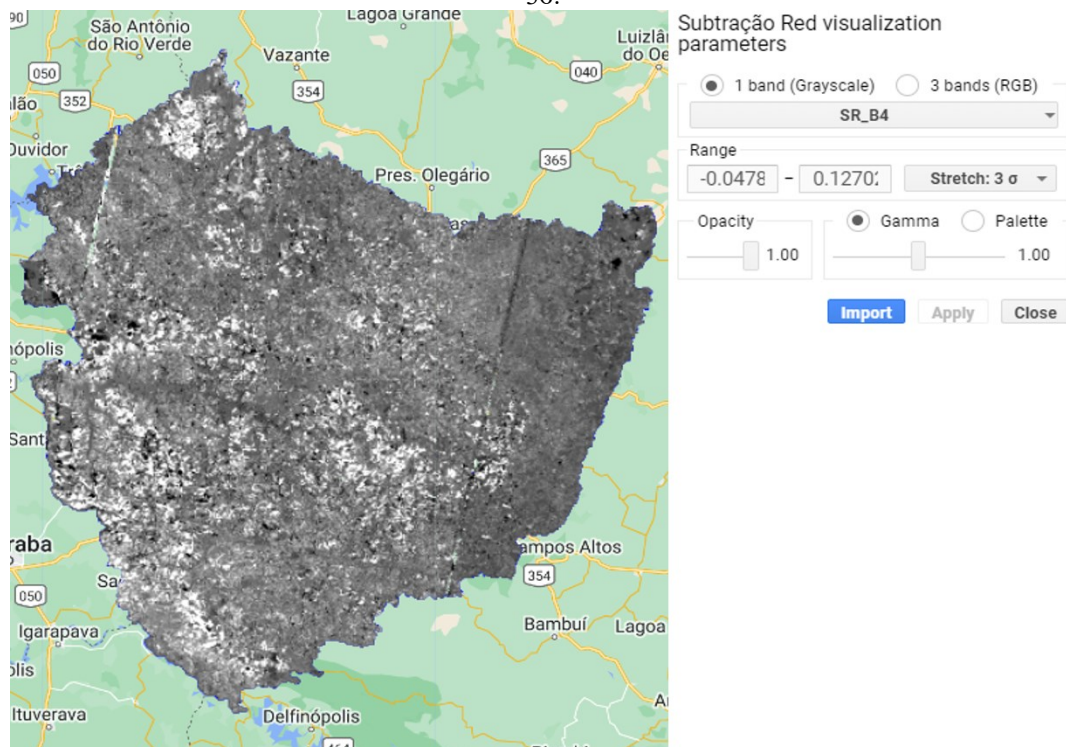 São Antônio
do Rio Verde
Lagoa Grande
Vazante
050
352
354
040
365
Pres. Olegário
Subtração Red visualization
parameters
1 band (Grayscale)
3 bands (RGB)
SR_B4
Range
-0.0478
–
0.12702
Stretch: 3 σ
Opacity
1.00
Gamma
Palette
1.00
Import
Apply
Close
ampos Altos
354
050
Igarapava
Bambuí
Lagoa
Ituverava
Delfinópolis